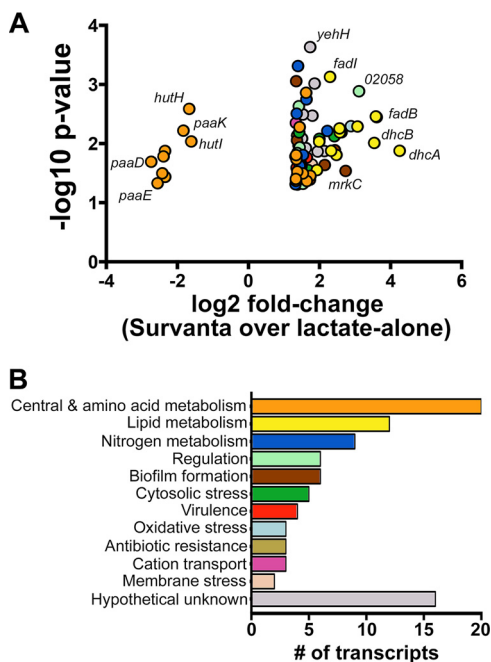 A
-log10 p-value
4
3
2
1
0
yehH
fadI
02058
hutH
paaK
hutI
fadB
dhcB
paaD
dhcA
paaE
mrkC
-4 -2 0 2 4 6
log2 fold-change
(Survanta over lactate-alone)
B
Central & amino acid metabolism
Lipid metabolism
Nitrogen metabolism
Regulation
Biofilm formation
Cytosolic stress
Virulence
Oxidative stress
Antibiotic resistance
Cation transport
Membrane stress
Hypothetical unknown
0 5 10 15 20
# of transcripts